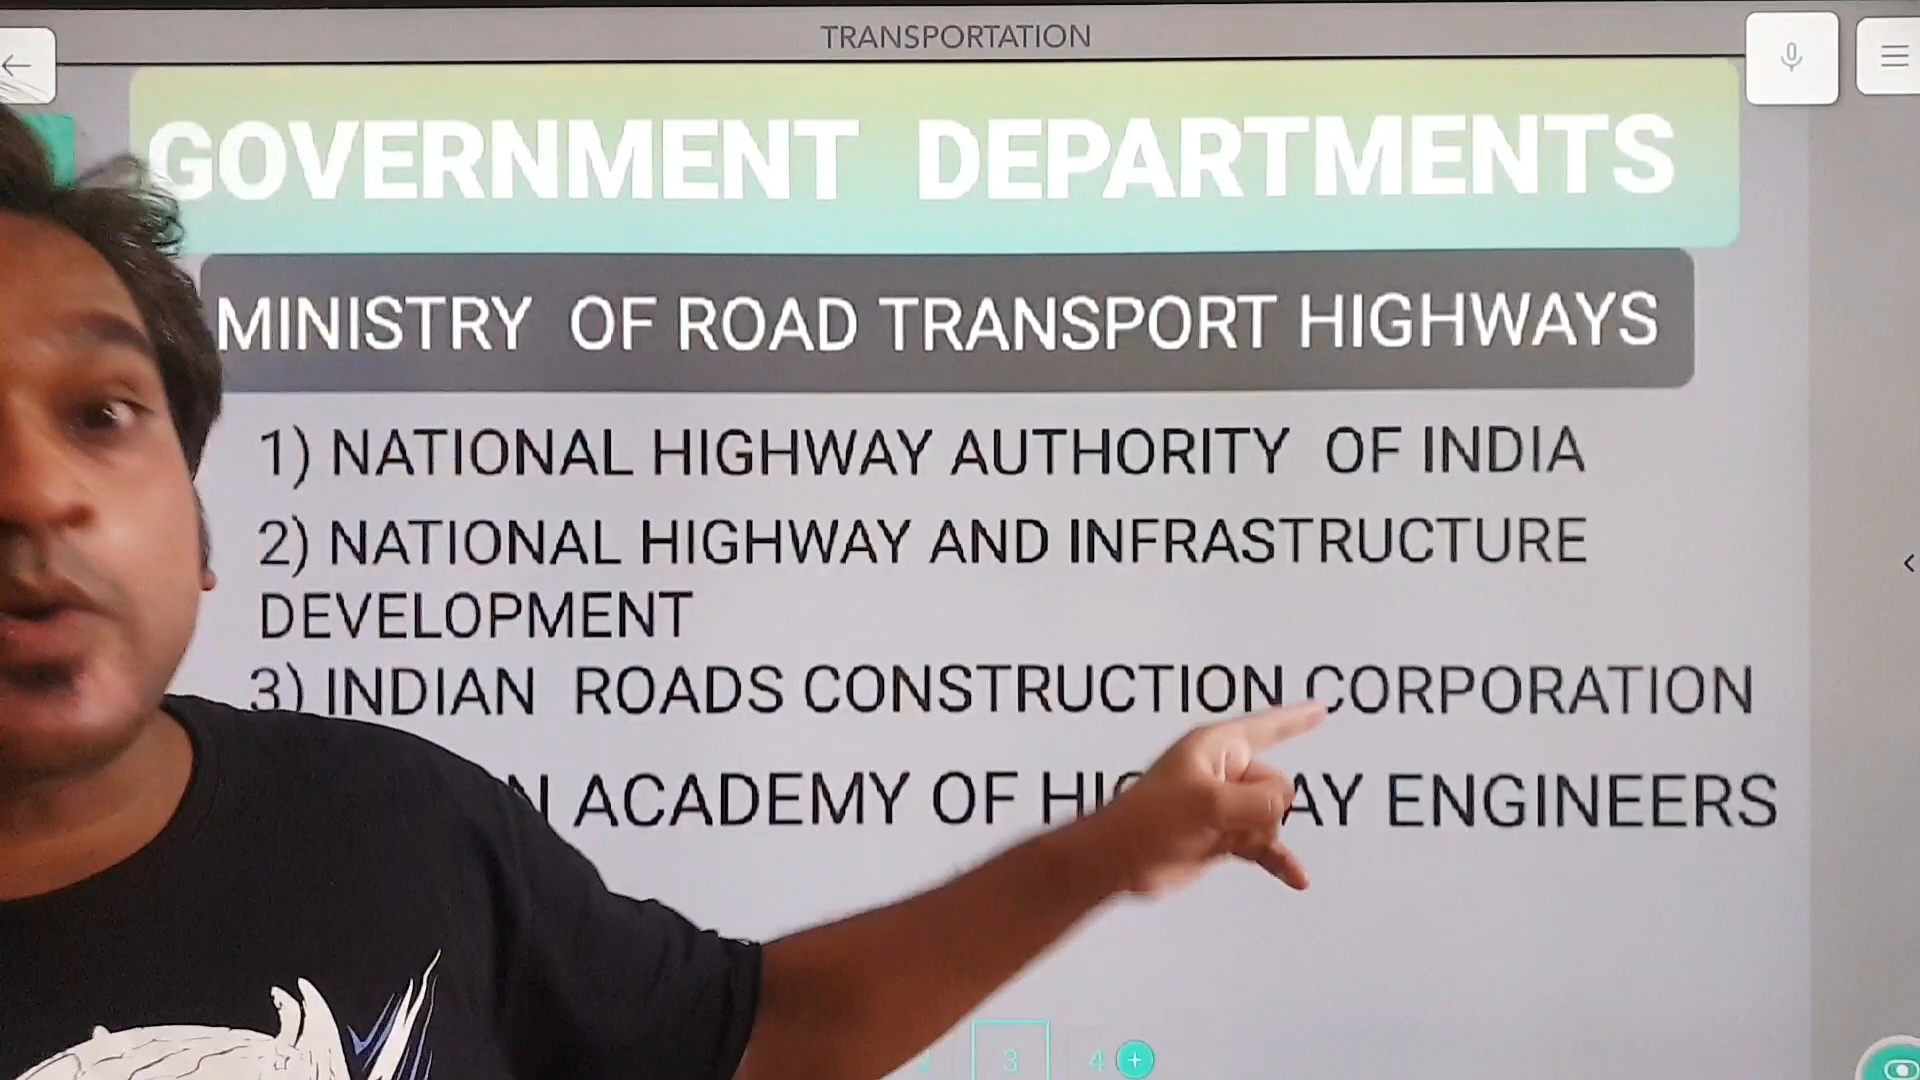 TRANSPORTATION
GOVERNMENT DEPARTMENTS
MINISTRY OF ROAD TRANSPORT HIGHWAYS
1) NATIONAL HIGHWAY AUTHORITY OF INDIA
2) NATIONAL HIGHWAY AND INFRASTRUCTURE
DEVELOPMENT
3) INDIAN ROADS CONSTRUCTION CORPORATION
ACADEMY OF ENGINEERS
2 3 4 +